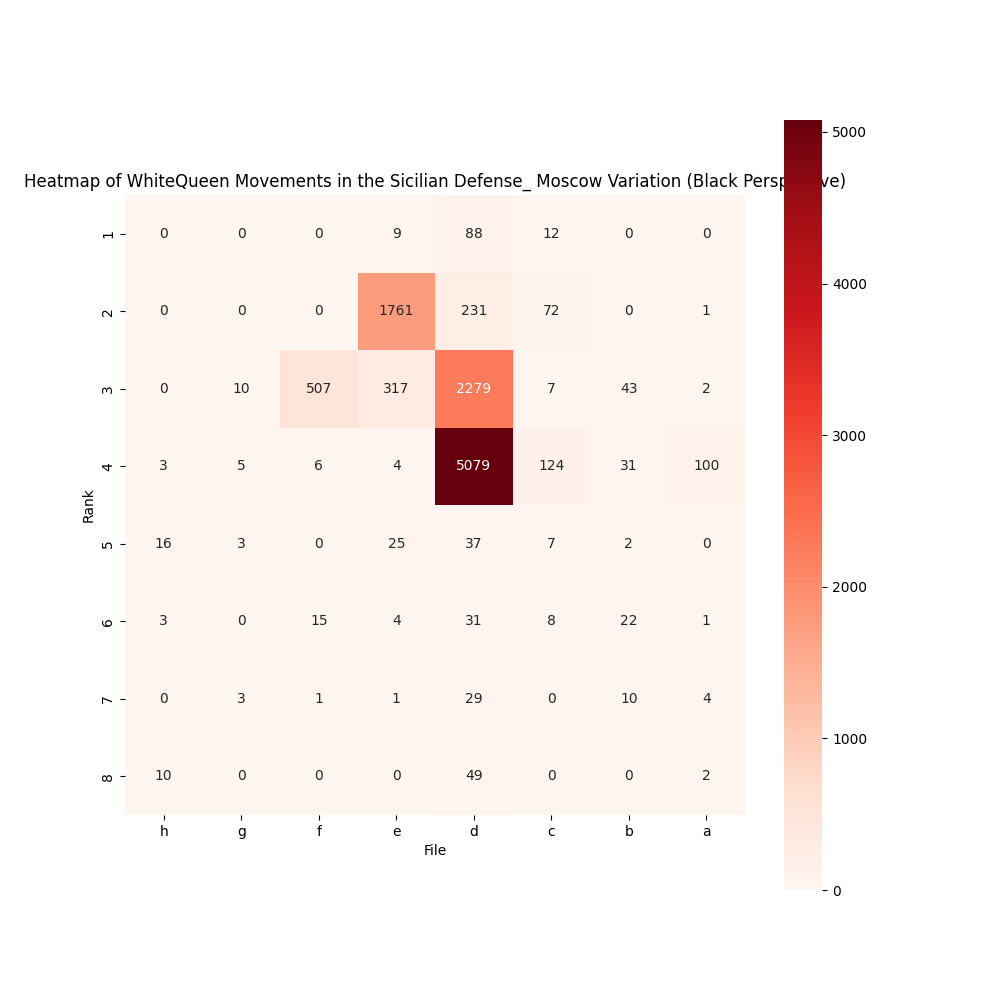 Heatmap of WhiteQueen Movements in the Sicilian Defense_ Moscow Variation (Black Perspective)
5000
1 0 0 0 9 88 12 0 0
4000
2 0 0 0 1761 231 72 0 1
3 0 10 507 317 2279 7 43 2
3000
4 3 5 6 4 5079 124 31 100
Rank
5 16 3 0 25 37 7 2 0
2000
6 3 0 15 4 31 8 22 1
7 0 3 1 1 29 0 10 4
1000
8 10 0 0 0 49 0 0 2
h g f e d c b a
File
0